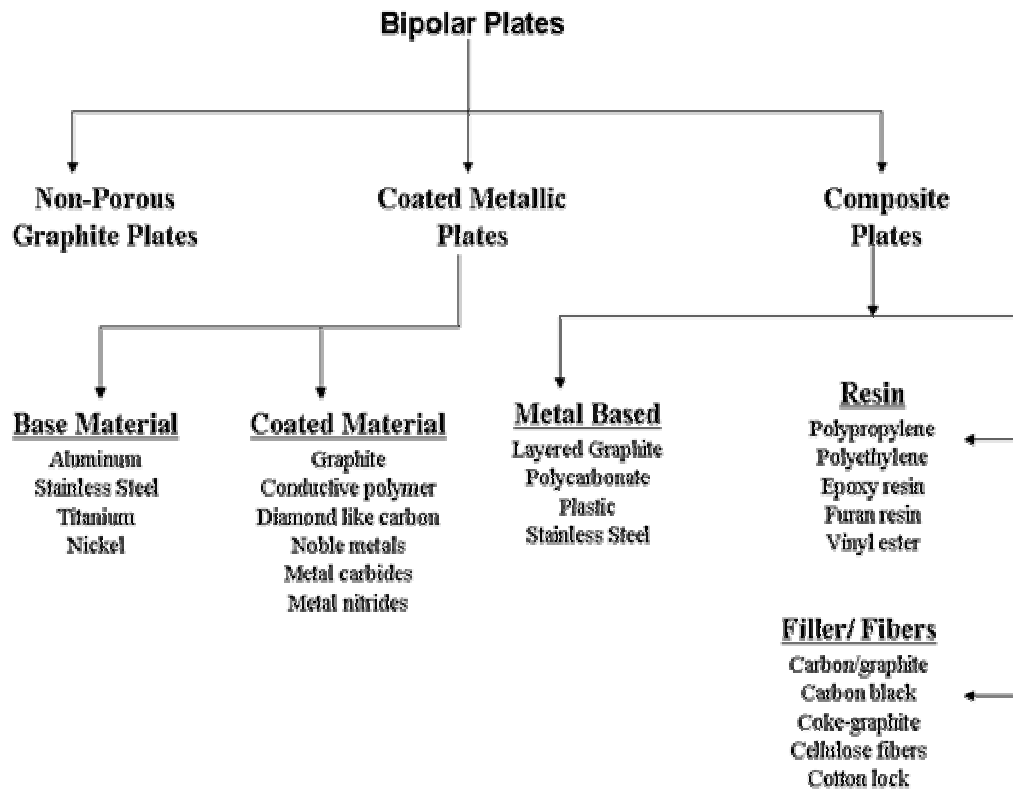 Bipolar Plates
Non-Porous
Graphite Plates
Coated Metallic
Plates
Composite
Plates
Base Material
Aluminum
Stainless Steel
Titanium
Nickel
Coated Material
Graphite
Conductive polymer
Diamond like carbon
Noble metals
Metal carbides
Metal nitrides
Metal Based
Layered Graphite
Polycarbonate
Plastic
Stainless Steel
Resin
Polypropylene
Polyethylene
Epoxy resin
Furan resin
Vinyl ester
Filler/ Fibers
Carbon/graphite
Carbon black
Coke-graphite
Cellulose fibers
Cotton lock